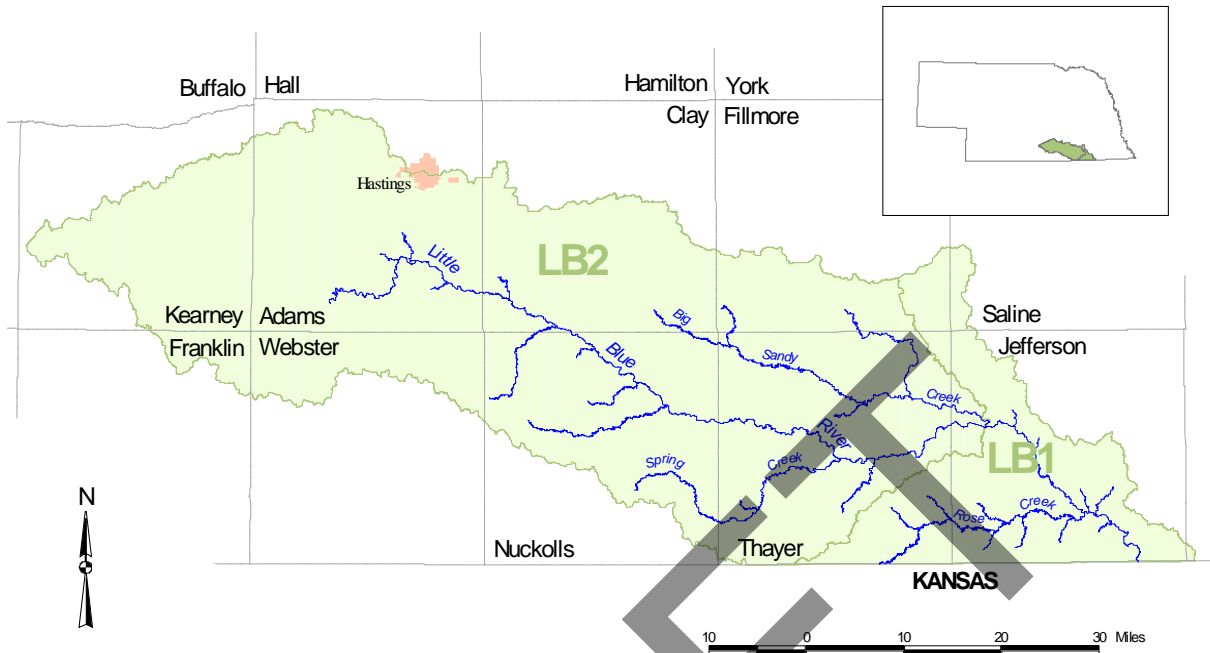 Buffalo Hall
Hamilton York
Clay Fillmore
Hastings
Little
LB2
Kearney Adams
Franklin Webster
Big
Sandy
Saline
Jefferson
Blue
Creek
River
LB1
Spring
Creek
Rose
Creek
N
Nuckolls
Thayer
KANSAS
10 0 10 20 30 Miles